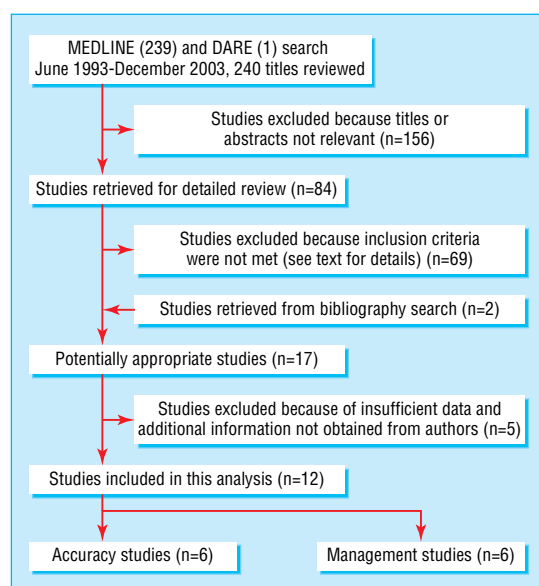 MEDLINE (239) and DARE (1) search
June 1993-December 2003, 240 titles reviewed
Studies excluded because titles or
abstracts not relevant (n=156)
Studies retrieved for detailed review (n=84)
Studies excluded because inclusion criteria
were not met (see text for details) (n=69)
Studies retrieved from bibliography search (n=2)
Potentially appropriate studies (n=17)
Studies excluded because of insufficient data and
additional information not obtained from authors (n=5)
Studies included in this analysis (n=12)
Accuracy studies (n=6)
Management studies (n=6)